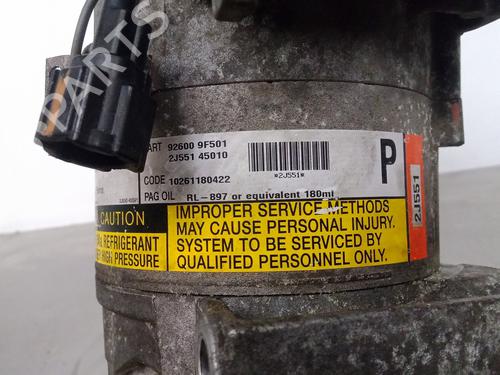 PART 92600 9F501
2J551 45010
CODE 10261180422
*2J551*
PAG OIL RL-897 or equivalent 180ml
P
2J551
CAUTION
REFRIGERANT
HIGH PRESSURE
IMPROPER SERVICE METHODS
MAY CAUSE PERSONAL INJURY.
SYSTEM TO BE SERVICED BY
QUALIFIED PERSONNEL ONLY.
B-PARTS